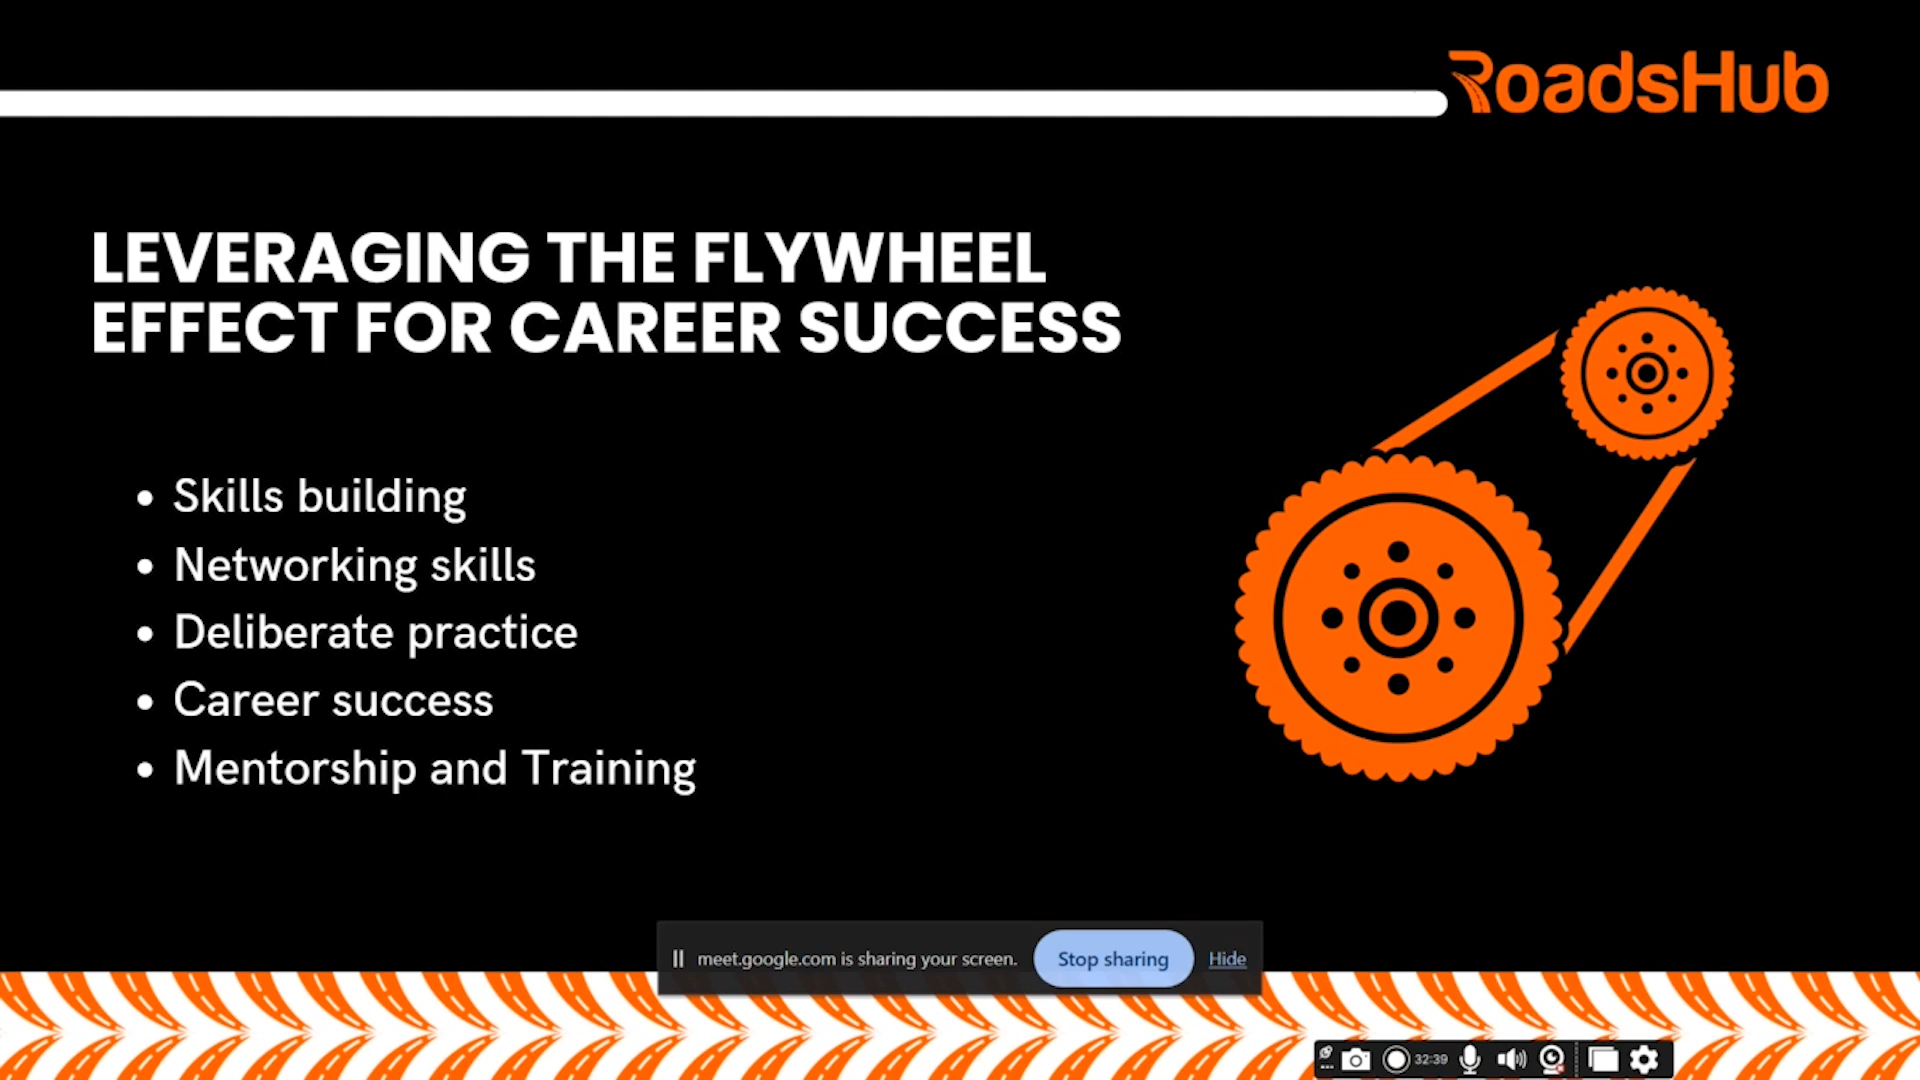 RoadsHub
LEVERAGING THE FLYWHEEL
EFFECT FOR CAREER SUCCESS
• Skills building
• Networking skills
• Deliberate practice
• Career success
• Mentorship and Training
meet.google.com is sharing your screen. Stop sharing Hide
32:39